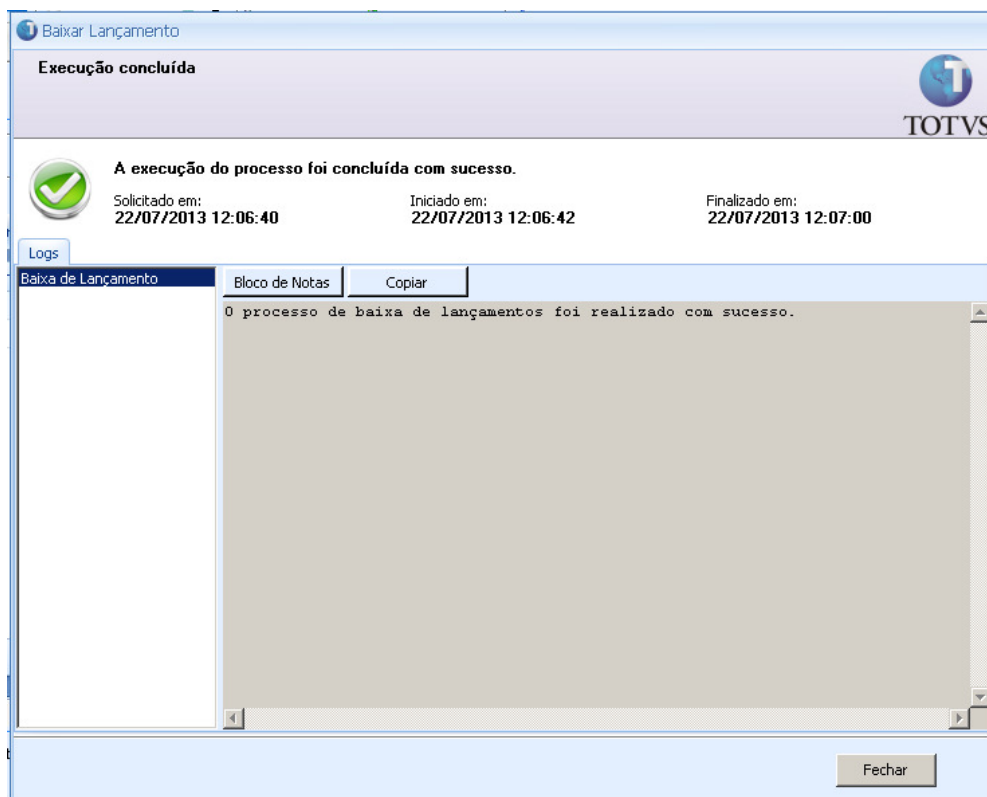 Baixar Lançamento
Execução concluída
TOTVS
A execução do processo foi concluída com sucesso.
Solicitado em: Iniciado em: Finalizado em:
22/07/2013 12:06:40 22/07/2013 12:06:42 22/07/2013 12:07:00
Logs
Baixa de Lançamento
Bloco de Notas Copiar
O processo de baixa de lançamentos foi realizado com sucesso.
Fechar